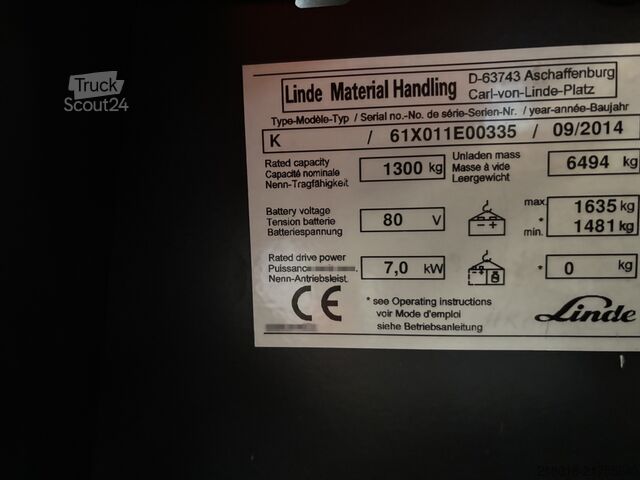 Truck
Scout24
Linde Material Handling
D-63743 Aschaffenburg
Carl-von-Linde-Platz
Type-Modèle-Typ / Serial no.-No. de série-Serien-Nr. / year-année-Baujahr
K / 61X011E00335 / 09/2014
Rated capacity
Capacité nominale
Nenn-Tragfähigkeit
1300 kg
Unladen mass
Masse à vide
Leergewicht
6494 kg
Battery voltage
Tension batterie
Batteriespannung
80 V
max. 1635 kg
*
min. 1481 kg
Rated drive power
Puissance
Nenn-Antriebsleist.
7,0 kW
* 0 kg
CE
* see Operating instructions
voir Mode d'emploi
siehe Betriebsanleitung
Linde